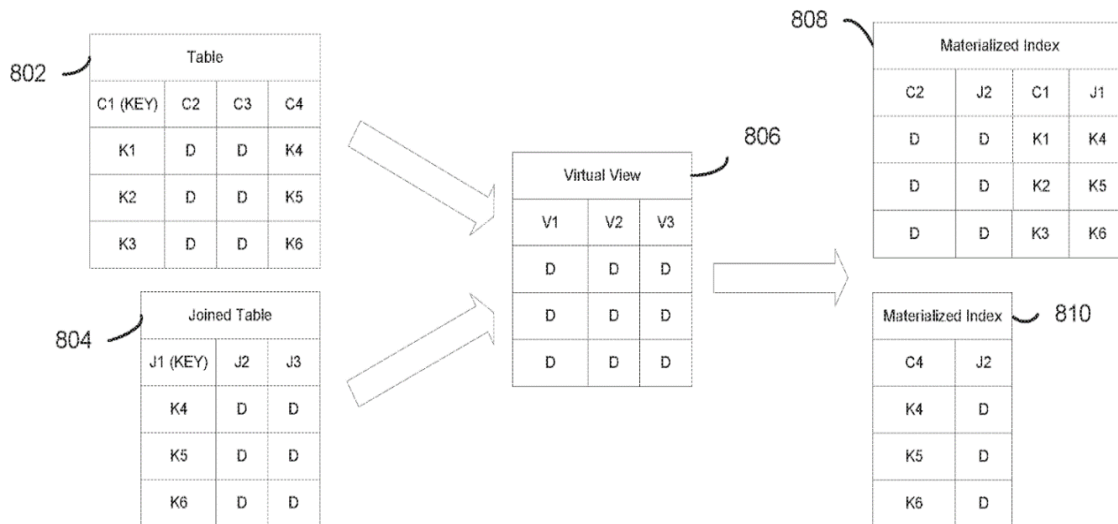 802
Table
C1 (KEY) C2 C3 C4
K1 D D K4
K2 D D K5
K3 D D K6
804
Joined Table
J1 (KEY) J2 J3
K4 D D
K5 D D
K6 D D
806
Virtual View
V1 V2 V3
D D D
D D D
D D D
808
Materialized Index
C2 J2 C1 J1
D D K1 K4
D D K2 K5
D D K3 K6
810
Materialized Index
C4 J2
K4 D
K5 D
K6 D